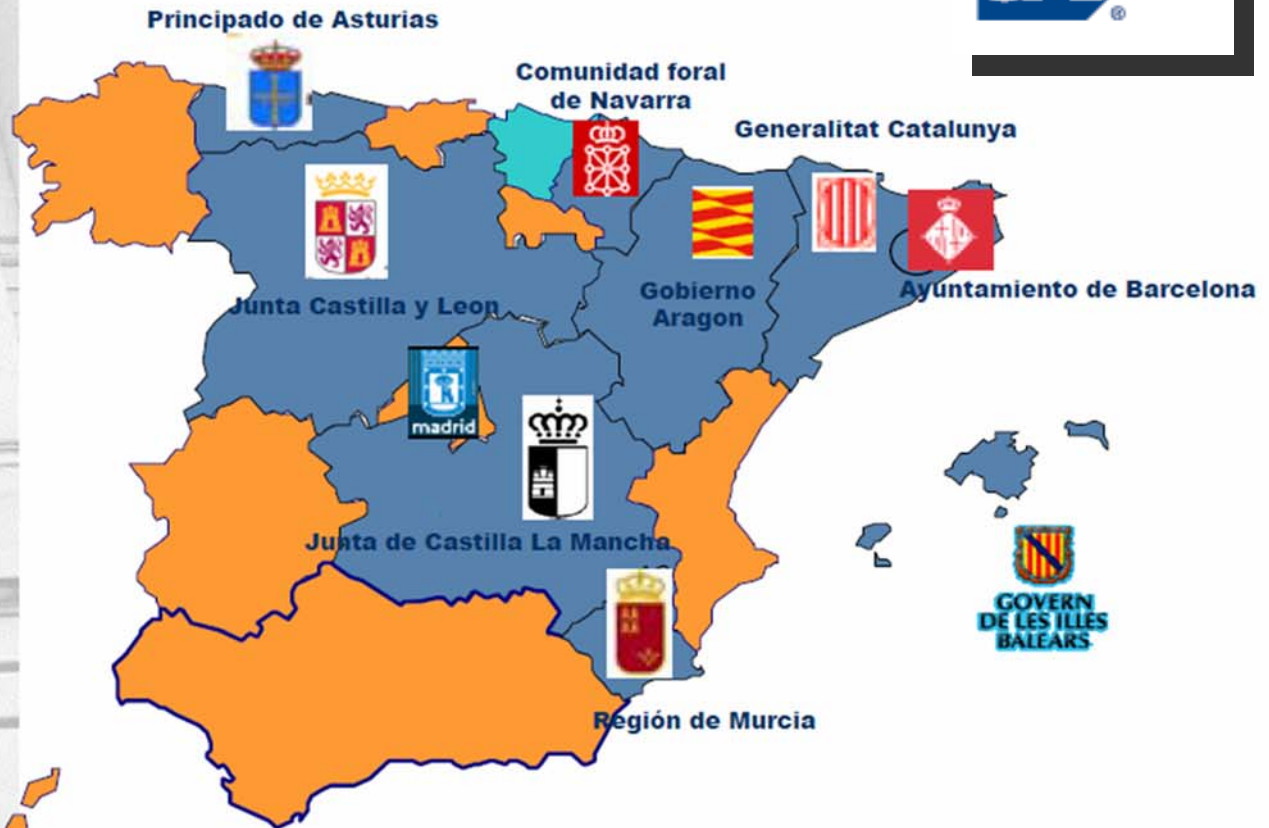 Principado de Asturias
®
Comunidad foral
de Navarra
Generalitat Catalunya
Gobierno
Aragon
Ayuntamiento de Barcelona
Junta Castilla y Leon
madrid
Junta de Castilla La Mancha
GOVERN
DE LES ILLES
BALEARS
Región de Murcia